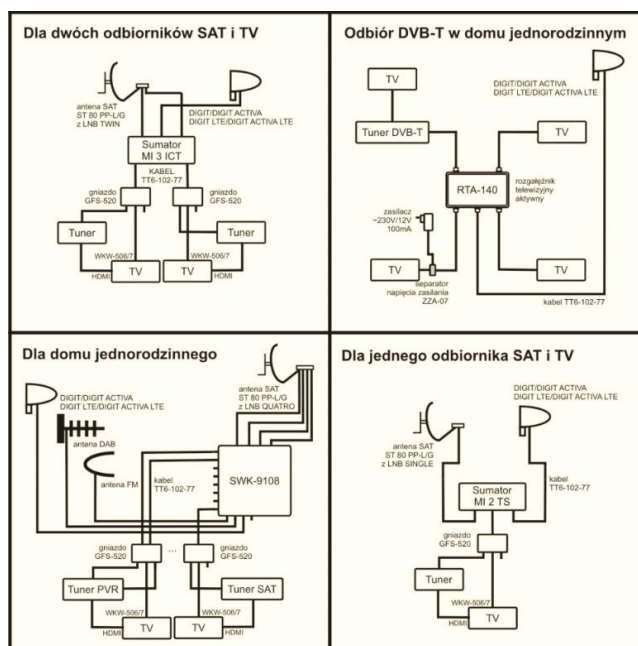 Dla dwóch odbiorników SAT i TV
antena SAT
ST 80 PP-L/G
z LNB TWIN
DIGIT/DIGIT ACTIVA
DIGIT LTE/DIGIT ACTIVA LTE
Sumator
MI 3 ICT
KABEL
TT6-102-77
gniazdo
GFS-520
gniazdo
GFS-520
Tuner
Tuner
WKW-506/7
WKW-506/7
HDMI
TV
TV
HDMI
Odbiór DVB-T w domu jednorodzinnym
DIGIT/DIGIT ACTIVA
DIGIT LTE/DIGIT ACTIVA LTE
TV
Tuner DVB-T
TV
RTA-140
rozgałęźnik
telewizyjny
aktywny
zasilacz
~230V/12V
100mA
TV
TV
separator
napięcia zasilania
ZZA-07
kabel TT6-102-77
Dla domu jednorodzinnego
antena SAT
ST 80 PP-L/G
z LNB QUATRO
DIGIT/DIGIT ACTIVA
DIGIT LTE/DIGIT ACTIVA LTE
antena DAB
antena FM
kabel
TT6-102-77
SWK-9108
gniazdo
GFS-520
...
gniazdo
GFS-520
Tuner PVR
Tuner SAT
WKW-506/7
WKW-506/7
HDMI
TV
TV
HDMI
Dla jednego odbiornika SAT i TV
DIGIT/DIGIT ACTIVA
DIGIT LTE/DIGIT ACTIVA LTE
antena SAT
ST 80 PP-L/G
z LNB SINGLE
kabel
TT6-102-77
Sumator
MI 2 TS
gniazdo
GFS-520
Tuner
WKW-506/7
HDMI
TV